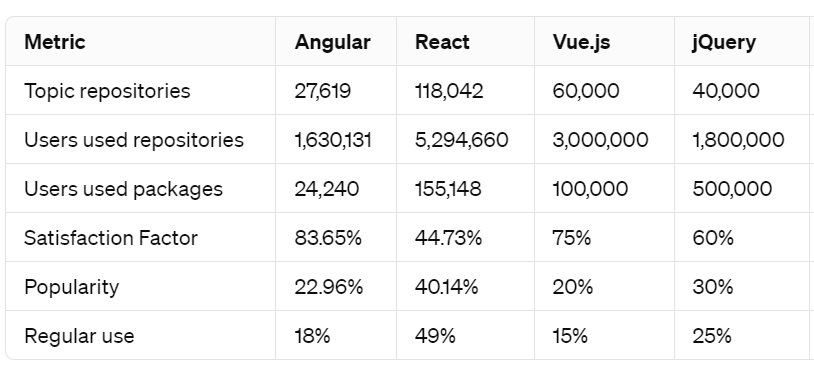 Metric Angular React Vue.js jQuery
Topic repositories 27,619 118,042 60,000 40,000
Users used repositories 1,630,131 5,294,660 3,000,000 1,800,000
Users used packages 24,240 155,148 100,000 500,000
Satisfaction Factor 83.65% 44.73% 75% 60%
Popularity 22.96% 40.14% 20% 30%
Regular use 18% 49% 15% 25%